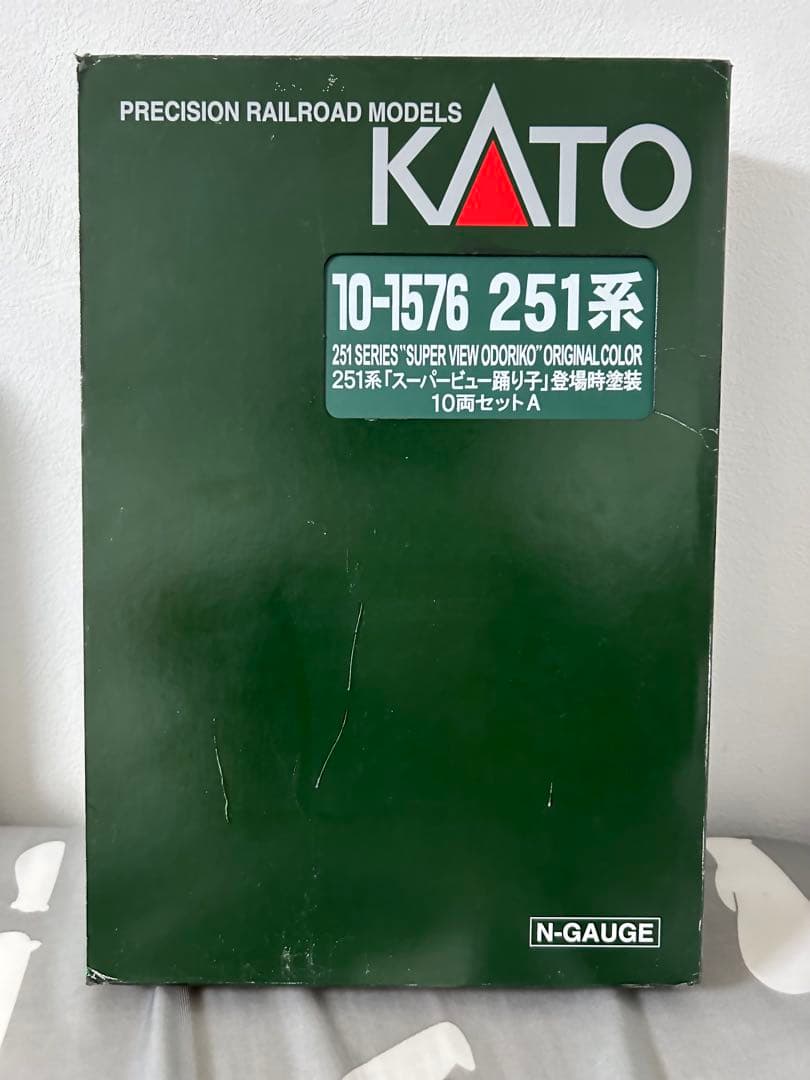 PRECISION RAILROAD MODELS
KATO
10-1576 251系
251 SERIES "SUPER VIEW ODORIKO" ORIGINAL COLOR
251系「スーパービュー踊り子」登場時塗装
10両セットA
N-GAUGE